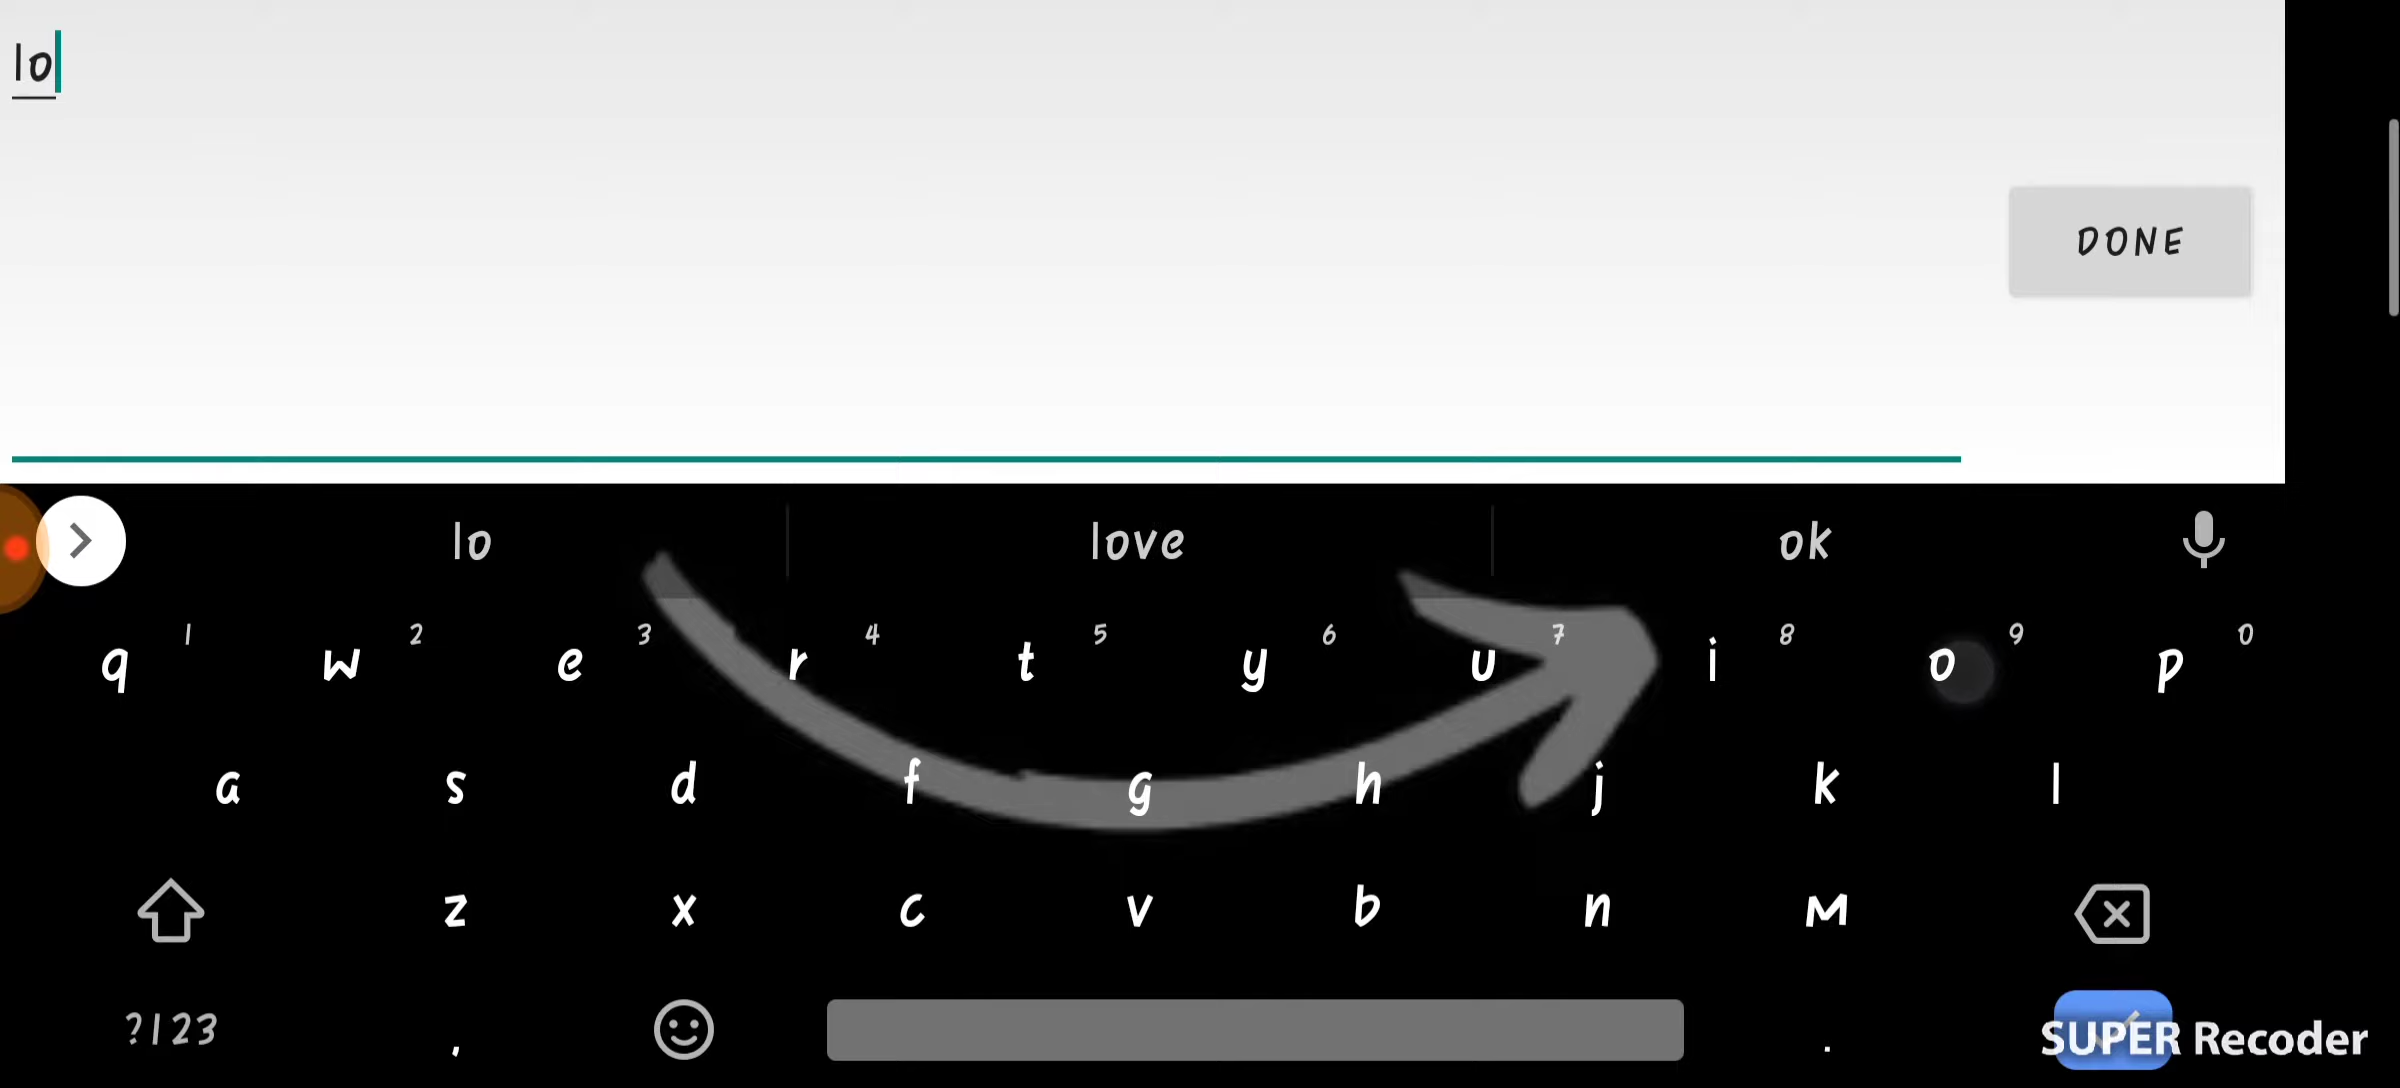 lo
DONE
lo love ok
q 1 w 2 e 3 r 4 t 5 y 6 u 7 i 8 o 9 p 0
a s d f g h j k l
z x c v b n m
?123 , .
SUPER Recoder